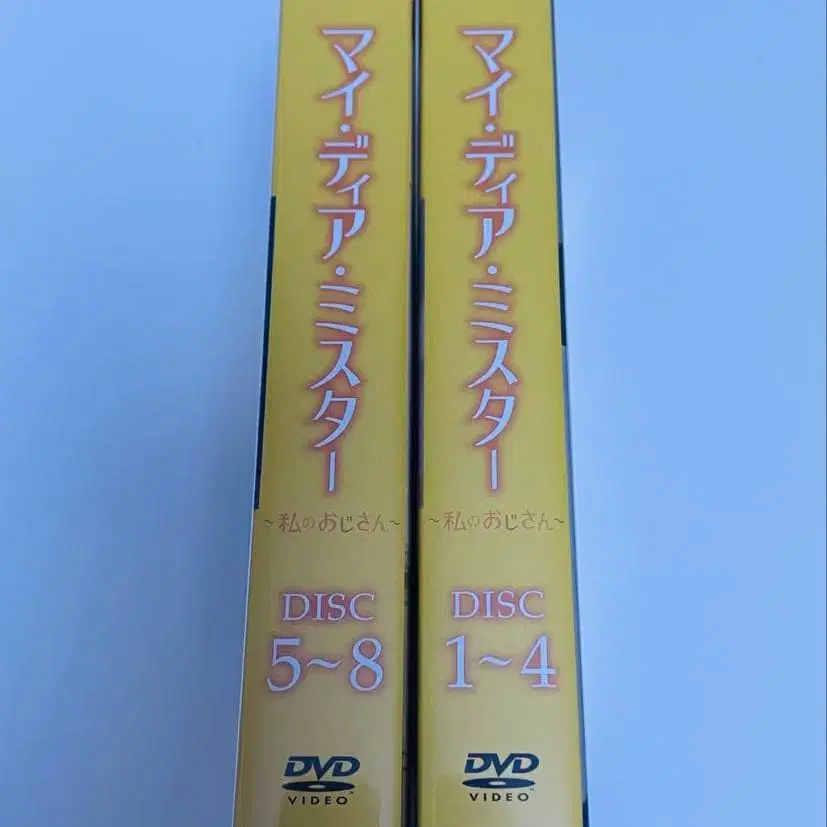 マイ・ディア・ミスター
～私のおじさん～
DISC
5～8
DVD
VIDEO™
マイ・ディア・ミスター
～私のおじさん～
DISC
1～4
DVD
VIDEO